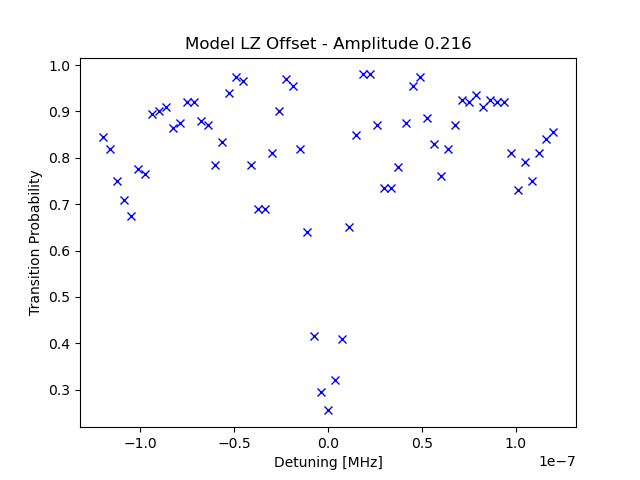 Model LZ Offset - Amplitude 0.216
1.0
0.9
0.8
0.7
0.6
0.5
0.4
0.3
Transition Probability
−1.0 −0.5 0.0 0.5 1.0
1e−7
Detuning [MHz]